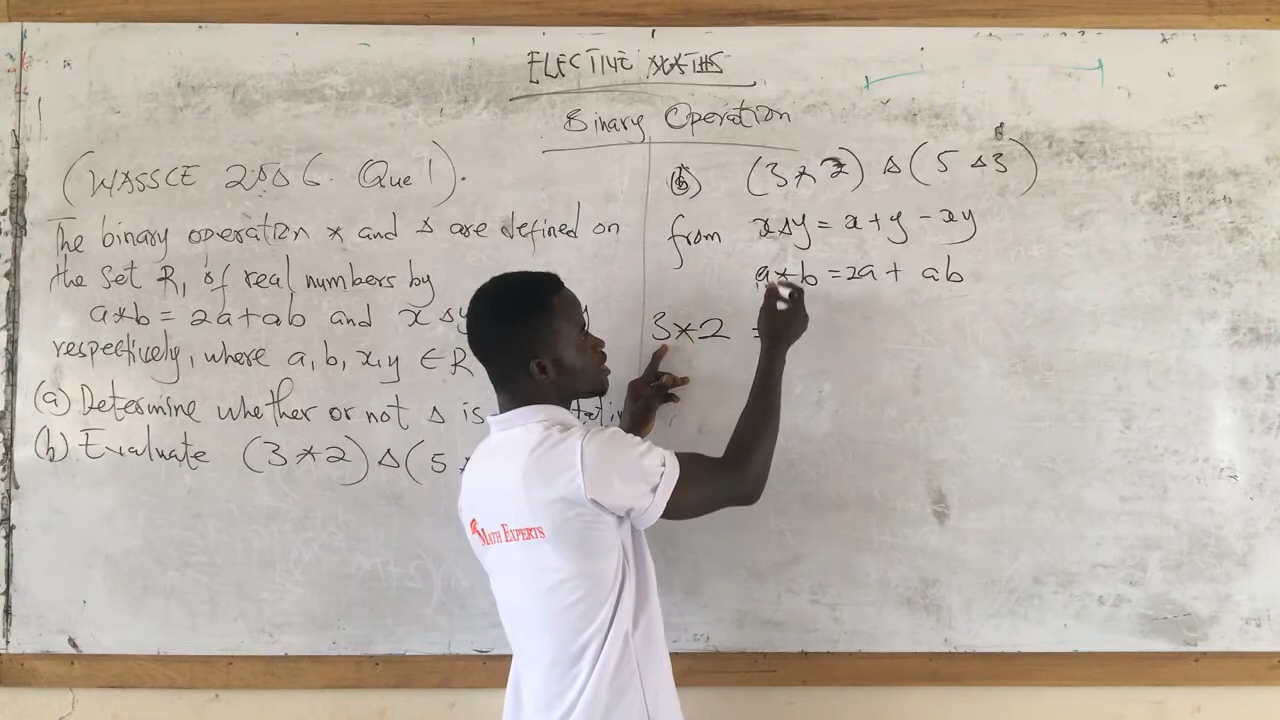 ELECTIVE MATHS
Binary Operation
(WASSCE 2006. Que 1).
The binary operation * and Δ are defined on
the set R, of real numbers by
a*b = 2a+ab and x Δ y
respectively, where a, b, x, y ∈ R
(a) Determine whether or not Δ is
(b) Evaluate (3*2) Δ (5
(b) (3*2) Δ (5 Δ 3)
from xΔy = x+y-xy
a*b = 2a + ab
3*2 =
MATH EXPERTS